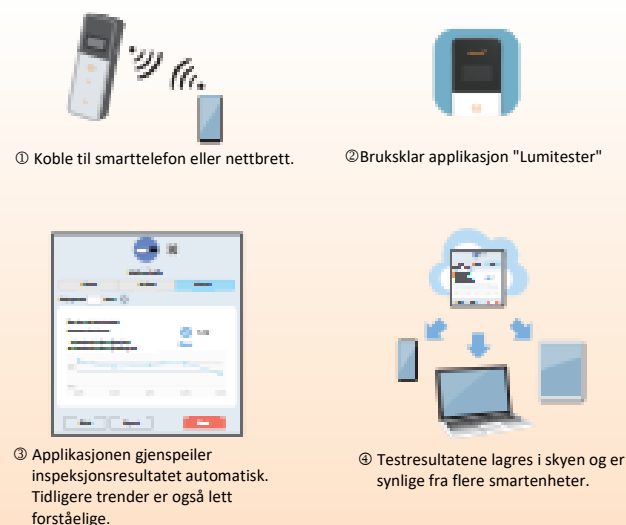 ① Koble til smarttelefon eller nettbrett.
②Bruksklar applikasjon "Lumitester"
③ Applikasjonen gjenspeiler
inspeksjonsresultatet automatisk.
Tidligere trender er også lett
forståelige.
④ Testresultatene lagres i skyen og er
synlige fra flere smartenheter.